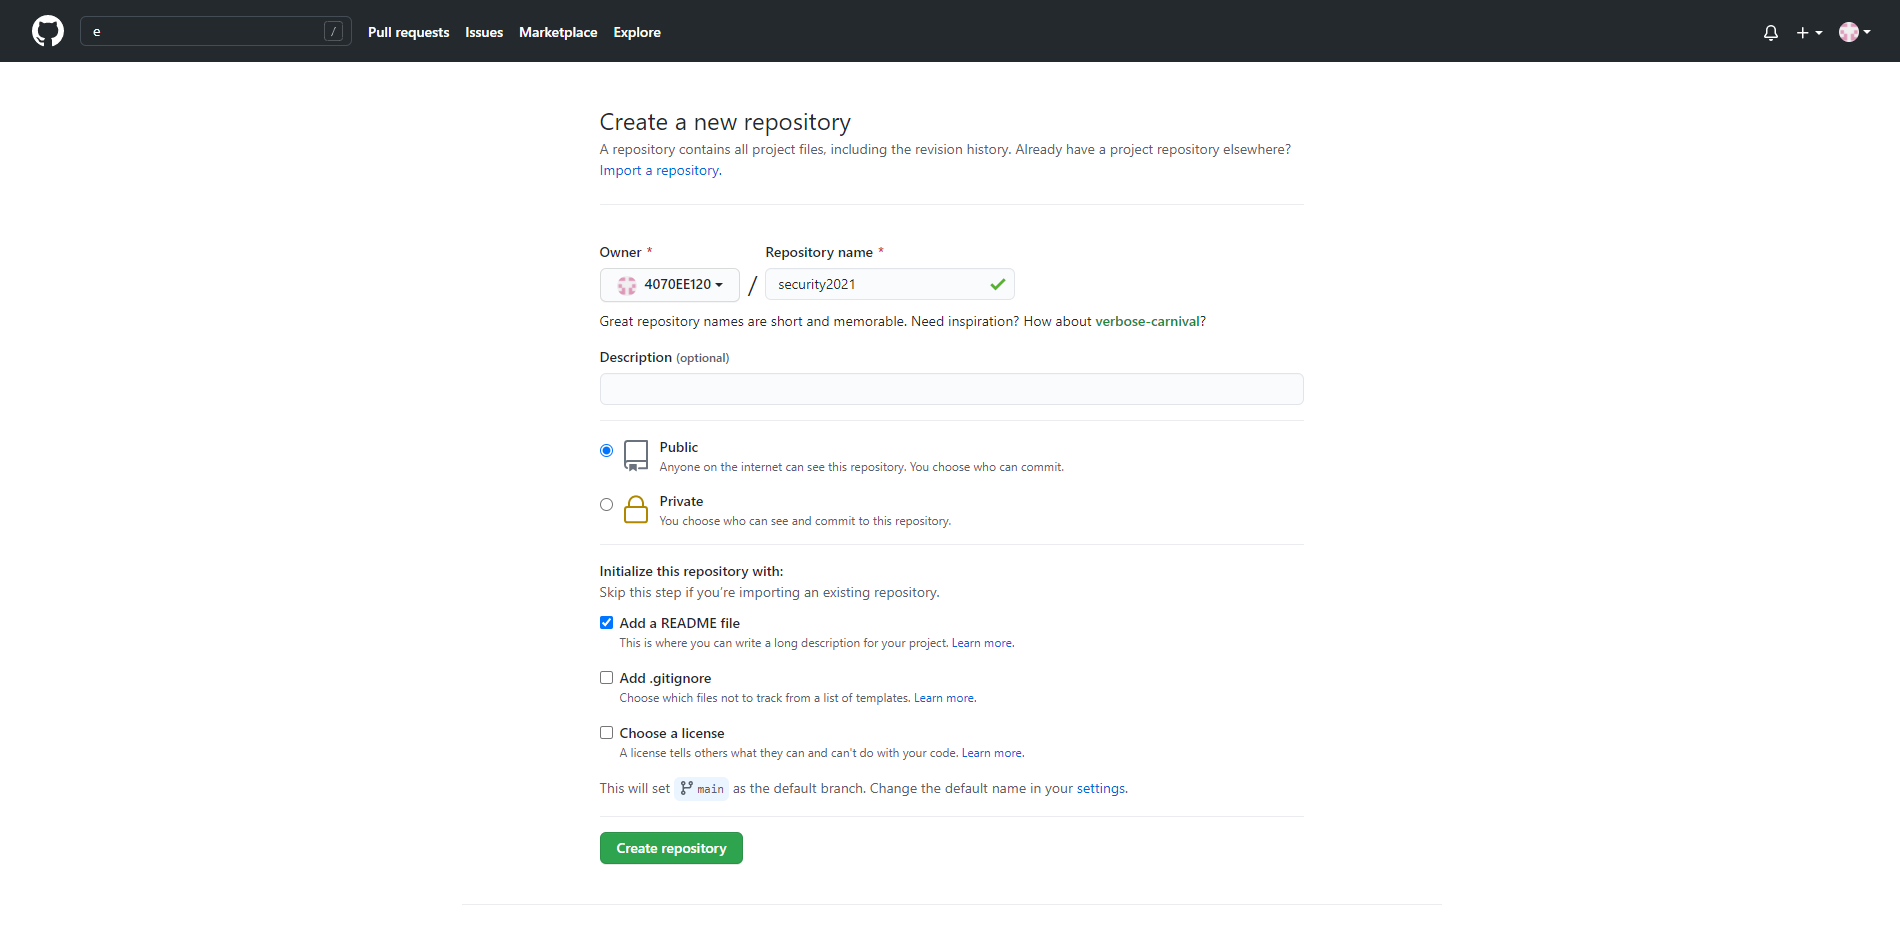 e /
Pull requests Issues Marketplace Explore
Create a new repository
A repository contains all project files, including the revision history. Already have a project repository elsewhere?
Import a repository.
Owner * Repository name *
4070EE120 / security2021
Great repository names are short and memorable. Need inspiration? How about verbose-carnival?
Description (optional)
Public
Anyone on the internet can see this repository. You choose who can commit.
Private
You choose who can see and commit to this repository.
Initialize this repository with:
Skip this step if you’re importing an existing repository.
Add a README file
This is where you can write a long description for your project. Learn more.
Add .gitignore
Choose which files not to track from a list of templates. Learn more.
Choose a license
A license tells others what they can and can't do with your code. Learn more.
This will set main as the default branch. Change the default name in your settings.
Create repository